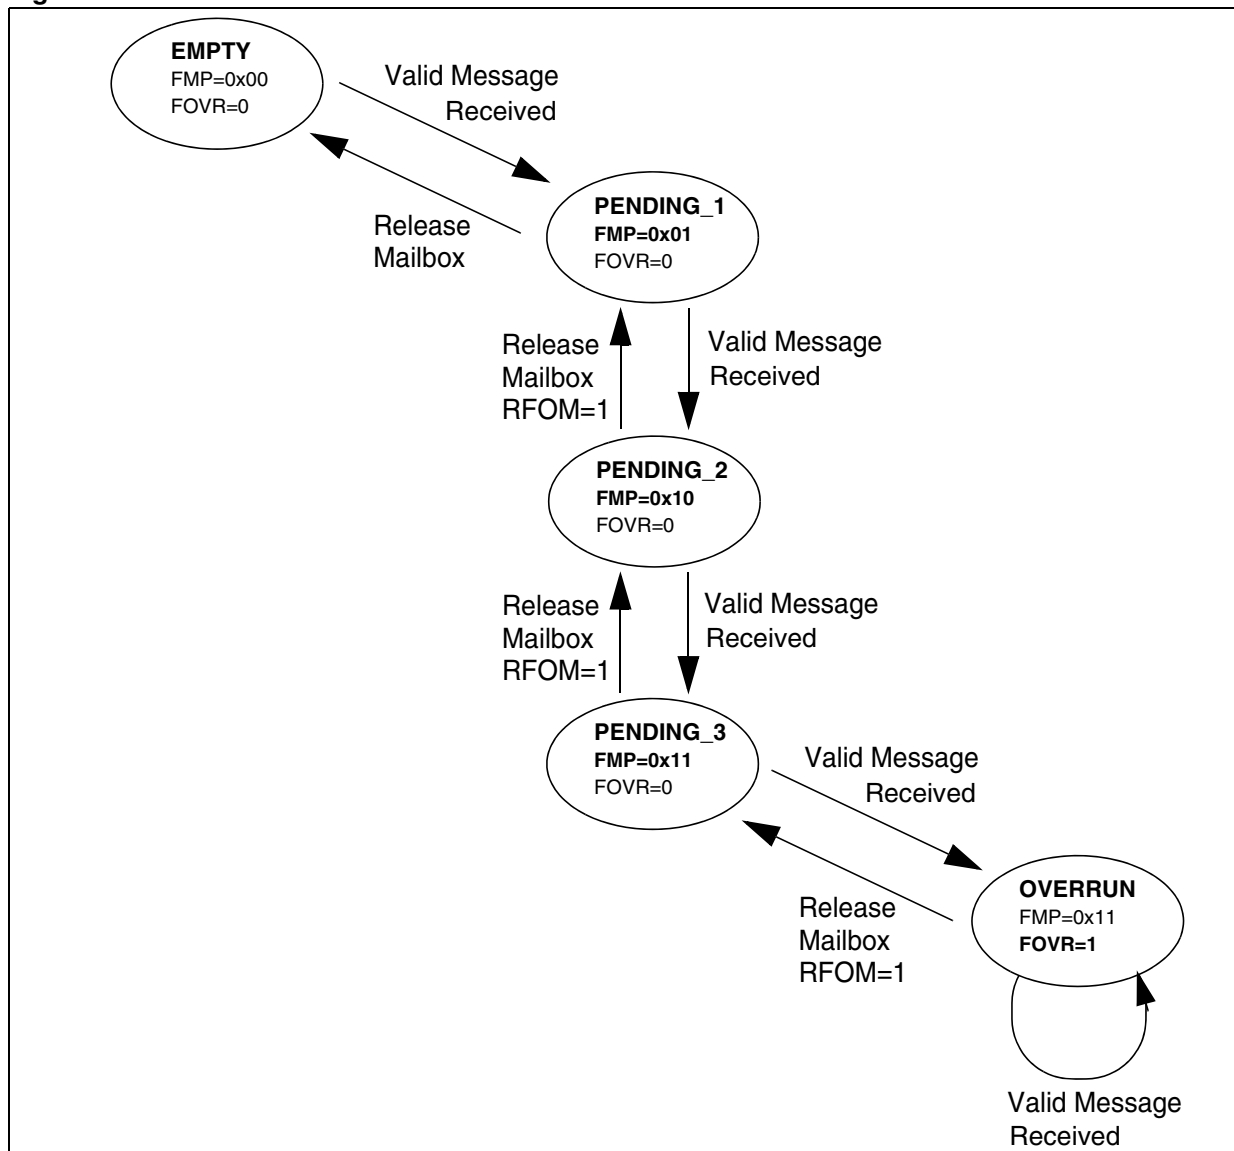 EMPTY
FMP=0x00
FOVR=0
Valid Message
Received
Release
Mailbox
PENDING_1
FMP=0x01
FOVR=0
Release
Mailbox
RFOM=1
Valid Message
Received
PENDING_2
FMP=0x10
FOVR=0
Release
Mailbox
RFOM=1
Valid Message
Received
PENDING_3
FMP=0x11
FOVR=0
Valid Message
Received
Release
Mailbox
RFOM=1
OVERRUN
FMP=0x11
FOVR=1
Valid Message
Received